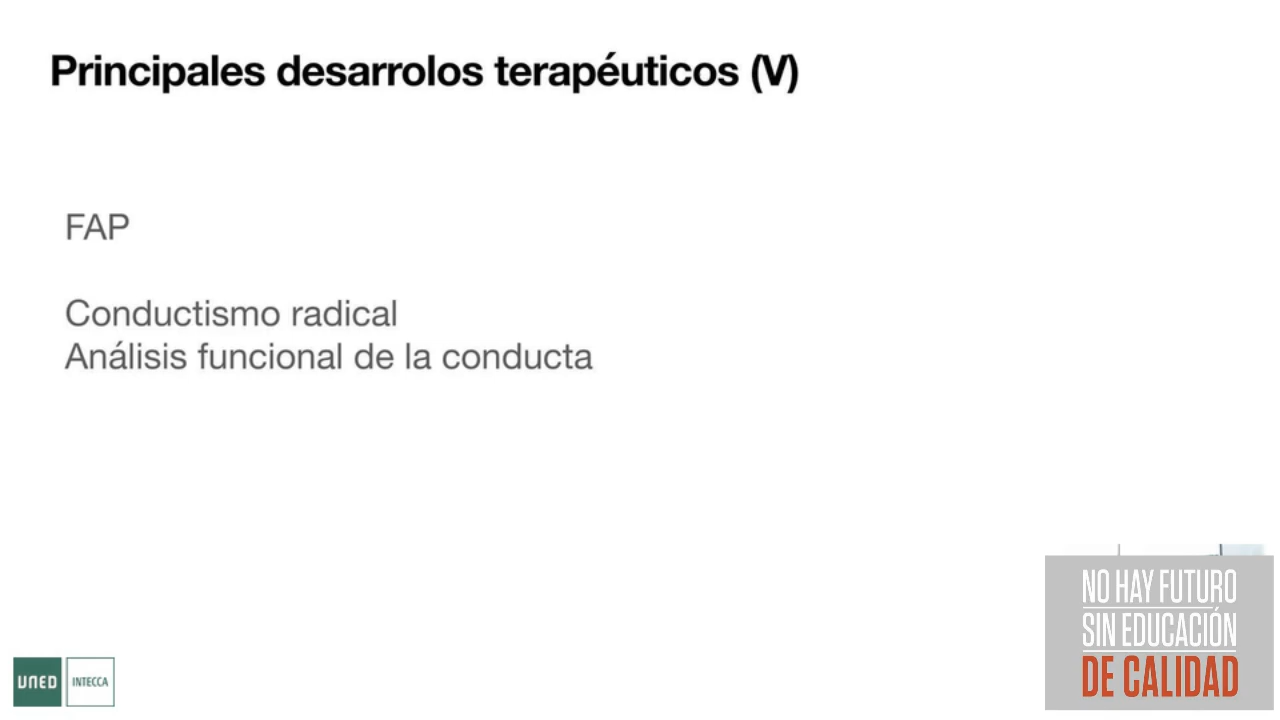 Principales desarrolos terapéuticos (V)
FAP
Conductismo radical
Análisis funcional de la conducta
NO HAY FUTURO
SIN EDUCACIÓN
DE CALIDAD
UNED
INTECCA